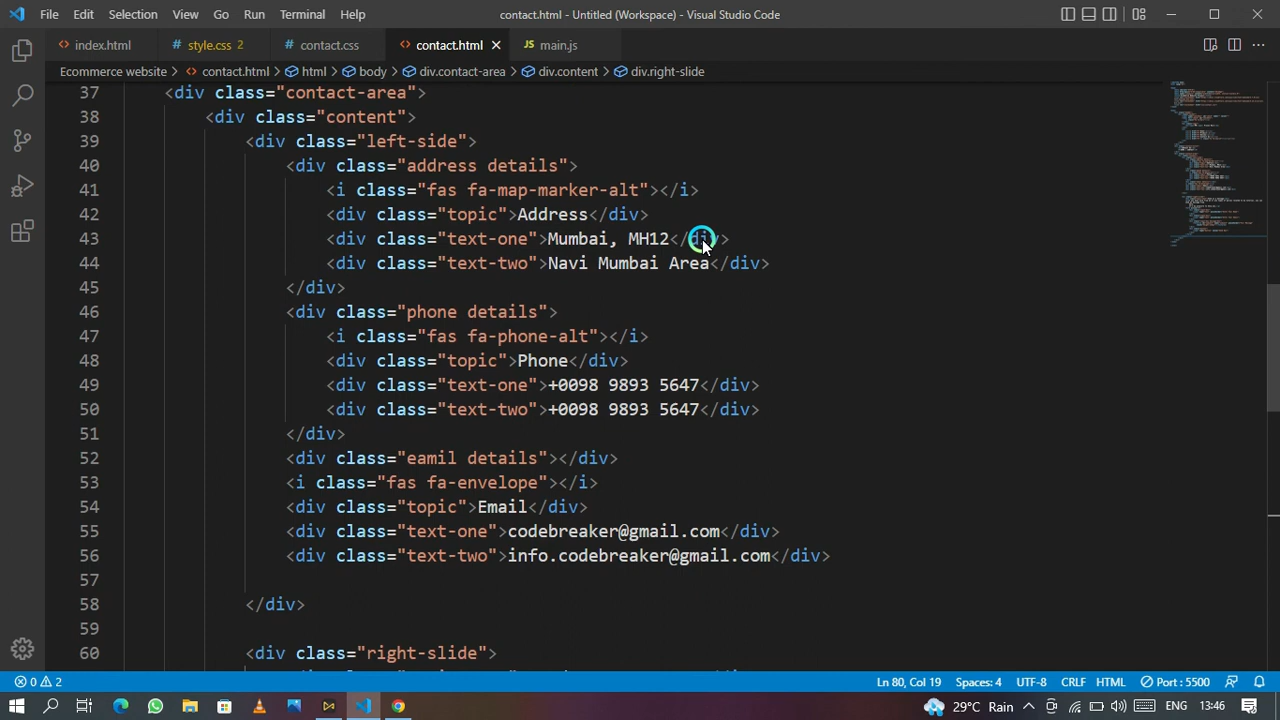 File Edit Selection View Go Run Terminal Help contact.html - Untitled (Workspace) - Visual Studio Code
index.html style.css 2 contact.css contact.html main.js
Ecommerce website > contact.html > html > body > div.contact-area > div.content > div.right-slide
37 <div class="contact-area">
38 <div class="content">
39 <div class="left-side">
40 <div class="address details">
41 <i class="fas fa-map-marker-alt"></i>
42 <div class="topic">Address</div>
43 <div class="text-one">Mumbai, MH12</div>
44 <div class="text-two">Navi Mumbai Area</div>
45 </div>
46 <div class="phone details">
47 <i class="fas fa-phone-alt"></i>
48 <div class="topic">Phone</div>
49 <div class="text-one">+0098 9893 5647</div>
50 <div class="text-two">+0098 9893 5647</div>
51 </div>
52 <div class="eamil details"></div>
53 <i class="fas fa-envelope"></i>
54 <div class="topic">Email</div>
55 <div class="text-one">codebreaker@gmail.com</div>
56 <div class="text-two">info.codebreaker@gmail.com</div>
57
58 </div>
59
60 <div class="right-slide">
0 2 Ln 80, Col 19 Spaces: 4 UTF-8 CRLF HTML Port : 5500
29°C Rain ENG 13:46